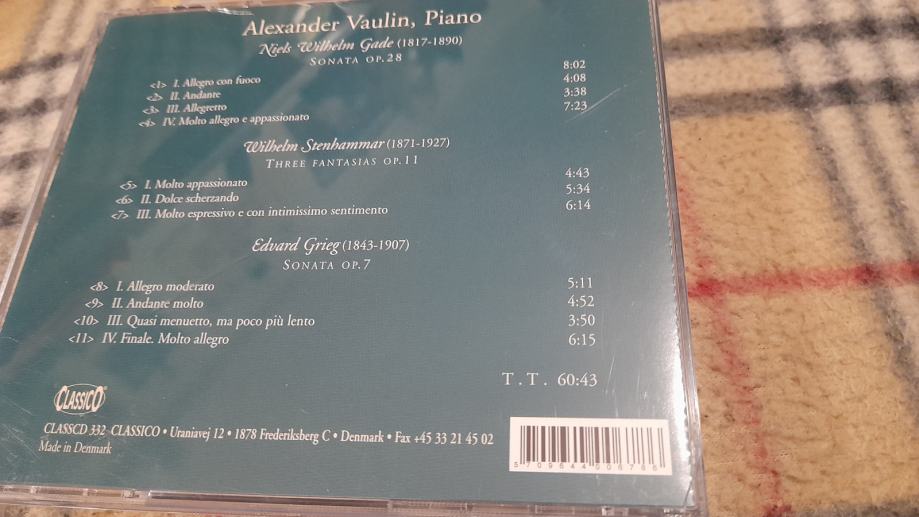 Alexander Vaulin, Piano
Niels Wilhelm Gade (1817-1890)
SONATA OP.28
<1> I. Allegro con fuoco 8:02
<2> II. Andante 4:08
<3> III. Allegretto 3:38
<4> IV. Molto allegro e appassionato 7:23
Wilhelm Stenhammar (1871-1927)
THREE FANTASIAS OP.11
<5> I. Molto appassionato 4:43
<6> II. Dolce scherzando 5:34
<7> III. Molto espressivo e con intimissimo sentimento 6:14
Edvard Grieg (1843-1907)
SONATA OP.7
<8> I. Allegro moderato 5:11
<9> II. Andante molto 4:52
<10> III. Quasi menuetto, ma poco più lento 3:50
<11> IV. Finale. Molto allegro 6:15
T.T. 60:43
CLASSICO
CLASSCD 332 CLASSICO • Uraniavej 12 • 1878 Frederiksberg C • Denmark • Fax +45 33 21 45 02
Made in Denmark